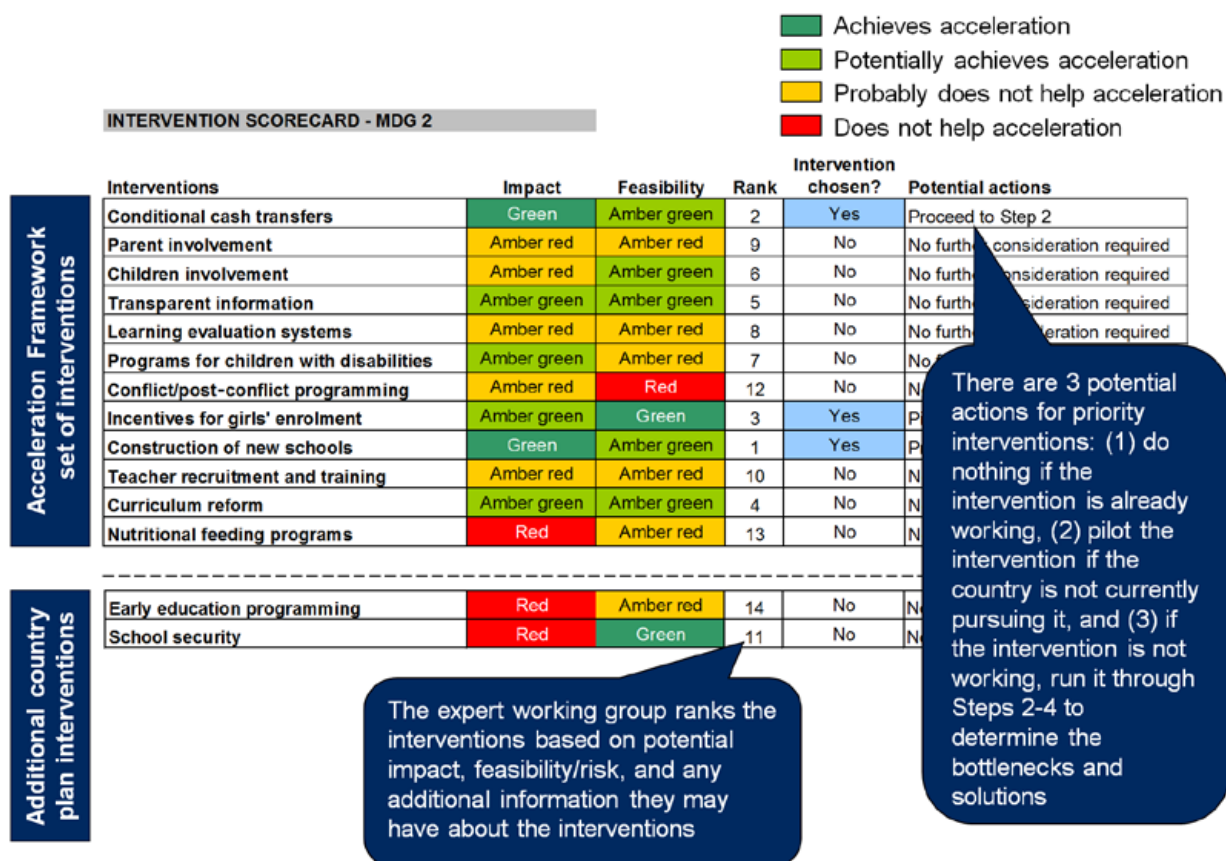 Achieves acceleration
Potentially achieves acceleration
Probably does not help acceleration
Does not help acceleration
INTERVENTION SCORECARD - MDG 2
Interventions Impact Feasibility Rank Intervention chosen? Potential actions
Acceleration Framework
set of interventions
Conditional cash transfers Green Amber green 2 Yes Proceed to Step 2
Parent involvement Amber red Amber red 9 No No further consideration required
Children involvement Amber red Amber green 6 No No further consideration required
Transparent information Amber green Amber green 5 No No further consideration required
Learning evaluation systems Amber red Amber red 8 No No further consideration required
Programs for children with disabilities Amber green Amber red 7 No No
Conflict/post-conflict programming Amber red Red 12 No
Incentives for girls' enrolment Amber green Green 3 Yes
Construction of new schools Green Amber green 1 Yes
Teacher recruitment and training Amber red Amber red 10 No
Curriculum reform Amber green Amber green 4 No
Nutritional feeding programs Red Amber red 13 No
Additional country
plan interventions
Early education programming Red Amber red 14 No
School security Red Green 11 No
There are 3 potential
actions for priority
interventions: (1) do
nothing if the
intervention is already
working, (2) pilot the
intervention if the
country is not currently
pursuing it, and (3) if
the intervention is not
working, run it through
Steps 2-4 to
determine the
bottlenecks and
solutions
The expert working group ranks the
interventions based on potential
impact, feasibility/risk, and any
additional information they may
have about the interventions